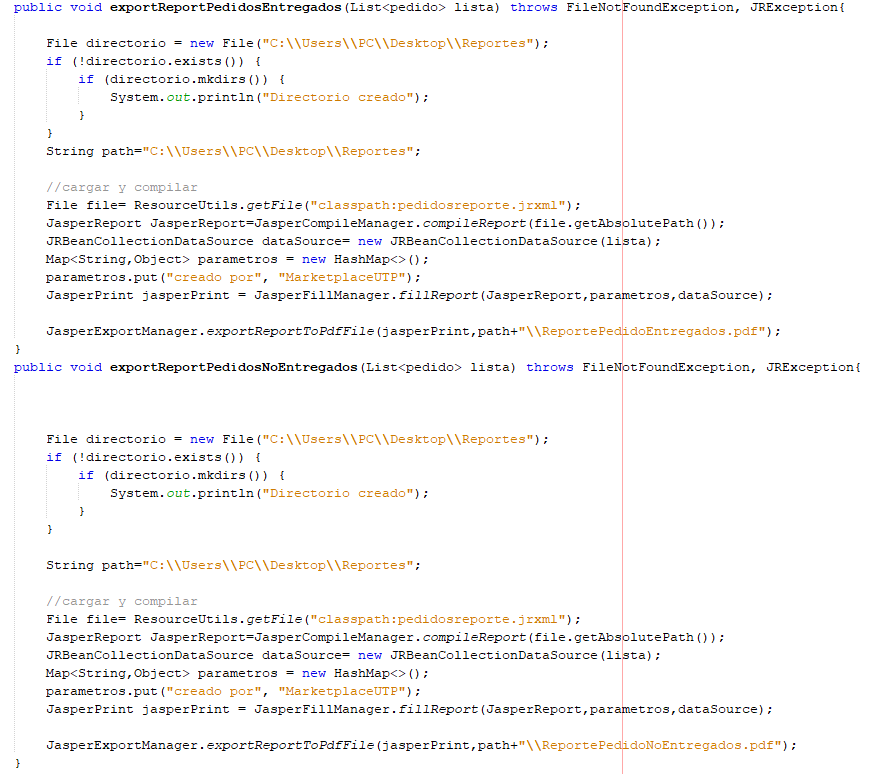 public void exportReportPedidosEntregados(List<pedido> lista) throws FileNotFoundException, JRException{
File directorio = new File("C:\\Users\\PC\\Desktop\\Reportes");
if (!directorio.exists()) {
if (directorio.mkdirs()) {
System.out.println("Directorio creado");
}
}
String path="C:\\Users\\PC\\Desktop\\Reportes";
//cargar y compilar
File file= ResourceUtils.getFile("classpath:pedidosreporte.jrxml");
JasperReport JasperReport=JasperCompileManager.compileReport(file.getAbsolutePath());
JRBeanCollectionDataSource dataSource= new JRBeanCollectionDataSource(lista);
Map<String,Object> parametros = new HashMap<>();
parametros.put("creado por", "MarketplaceUTP");
JasperPrint jasperPrint = JasperFillManager.fillReport(JasperReport,parametros,dataSource);
JasperExportManager.exportReportToPdfFile(jasperPrint,path+"\\ReportePedidoEntregados.pdf");
}
public void exportReportPedidosNoEntregados(List<pedido> lista) throws FileNotFoundException, JRException{
File directorio = new File("C:\\Users\\PC\\Desktop\\Reportes");
if (!directorio.exists()) {
if (directorio.mkdirs()) {
System.out.println("Directorio creado");
}
}
String path="C:\\Users\\PC\\Desktop\\Reportes";
//cargar y compilar
File file= ResourceUtils.getFile("classpath:pedidosreporte.jrxml");
JasperReport JasperReport=JasperCompileManager.compileReport(file.getAbsolutePath());
JRBeanCollectionDataSource dataSource= new JRBeanCollectionDataSource(lista);
Map<String,Object> parametros = new HashMap<>();
parametros.put("creado por", "MarketplaceUTP");
JasperPrint jasperPrint = JasperFillManager.fillReport(JasperReport,parametros,dataSource);
JasperExportManager.exportReportToPdfFile(jasperPrint,path+"\\ReportePedidoNoEntregados.pdf");
}